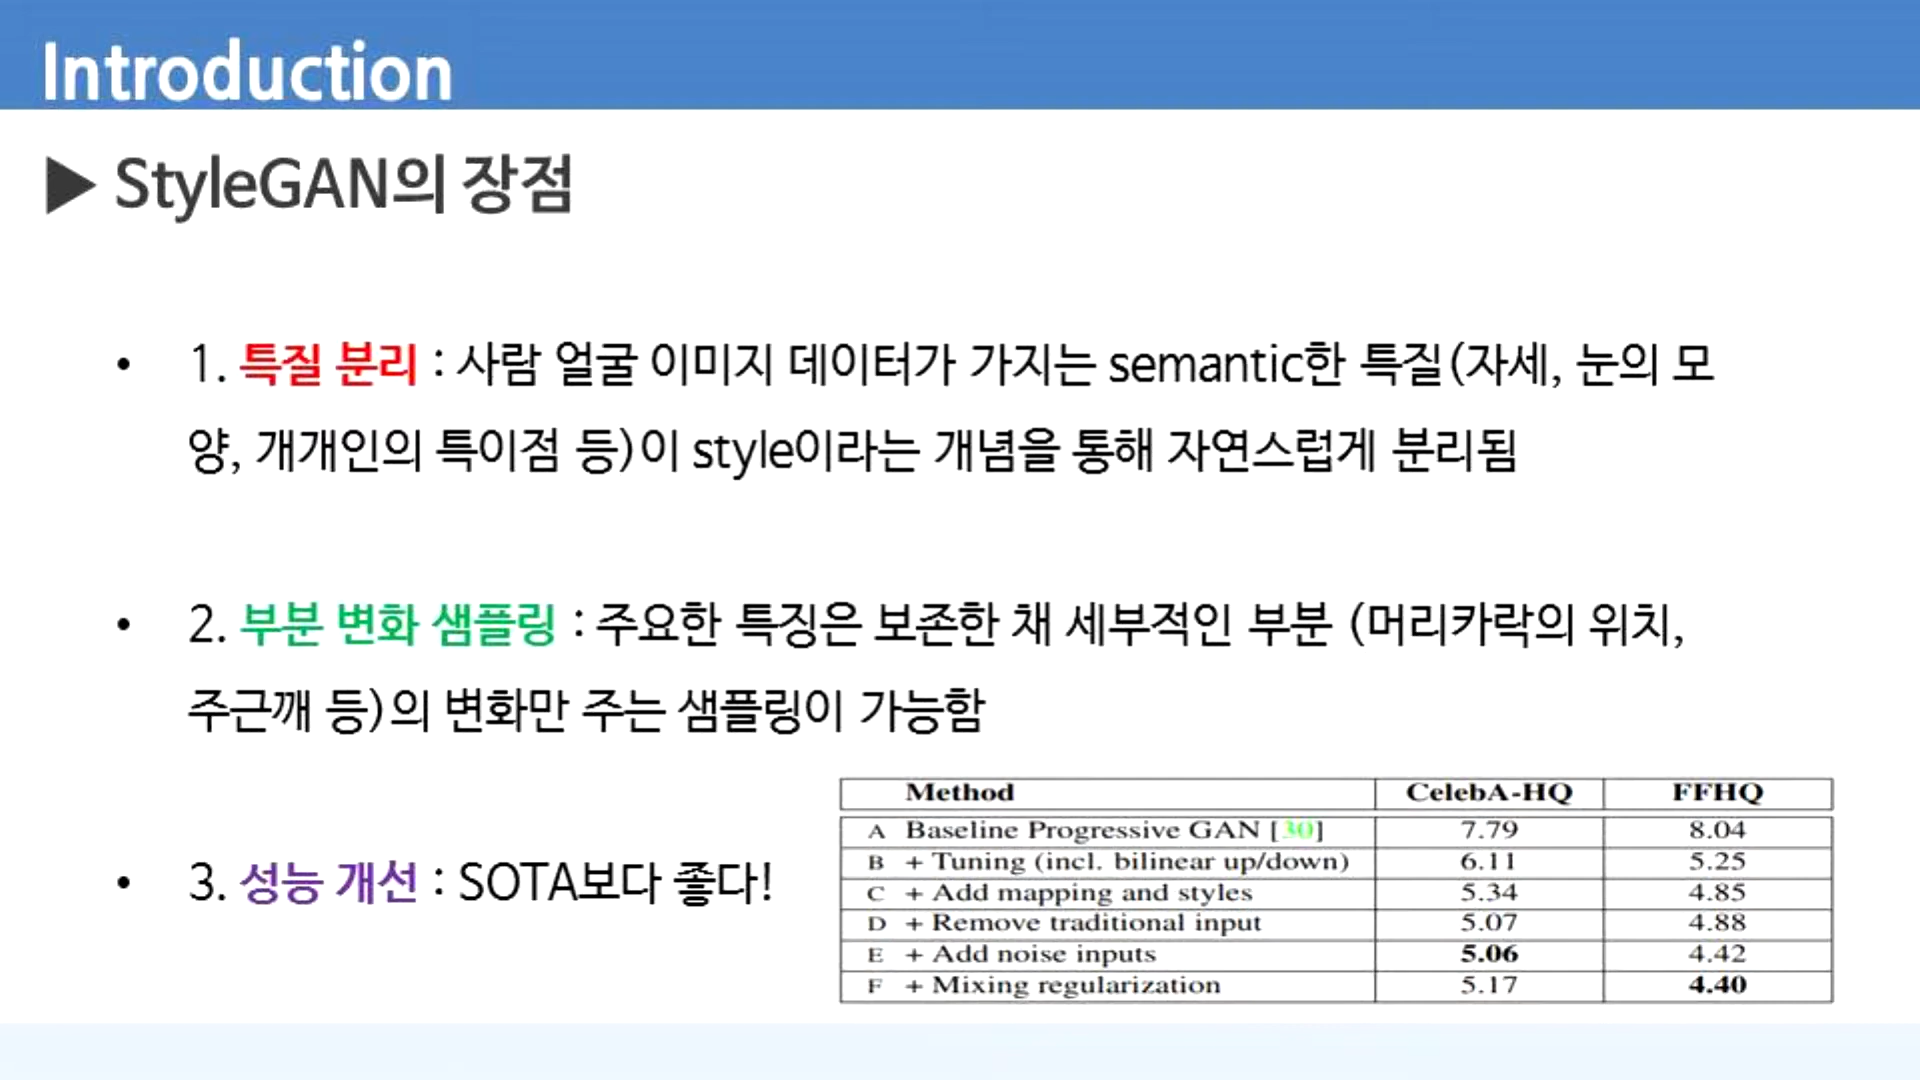 Introduction
▶ StyleGAN의 장점
• 1. 특질 분리 : 사람 얼굴 이미지 데이터가 가지는 semantic한 특질(자세, 눈의 모
양, 개개인의 특이점 등)이 style이라는 개념을 통해 자연스럽게 분리됨
• 2. 부분 변화 샘플링 : 주요한 특징은 보존한 채 세부적인 부분 (머리카락의 위치,
주근깨 등)의 변화만 주는 샘플링이 가능함
• 3. 성능 개선 : SOTA보다 좋다!
Method CelebA-HQ FFHQ
A Baseline Progressive GAN [30] 7.79 8.04
B + Tuning (incl. bilinear up/down) 6.11 5.25
C + Add mapping and styles 5.34 4.85
D + Remove traditional input 5.07 4.88
E + Add noise inputs 5.06 4.42
F + Mixing regularization 5.17 4.40